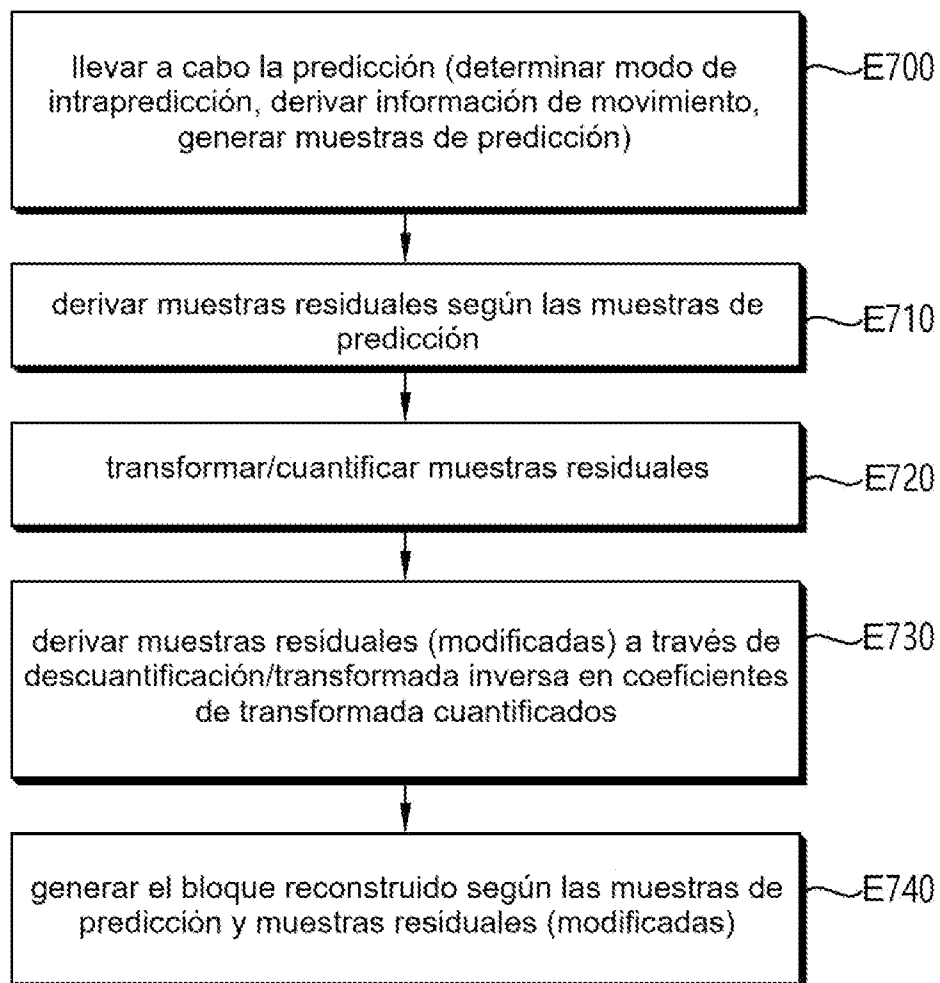 llevar a cabo la predicción (determinar modo de
intrapredicción, derivar información de movimiento,
generar muestras de predicción)
E700
derivar muestras residuales según las muestras de
predicción
E710
transformar/cuantificar muestras residuales
E720
derivar muestras residuales (modificadas) a través de
descuantificación/transformada inversa en coeficientes
de transformada cuantificados
E730
generar el bloque reconstruido según las muestras de
predicción y muestras residuales (modificadas)
E740